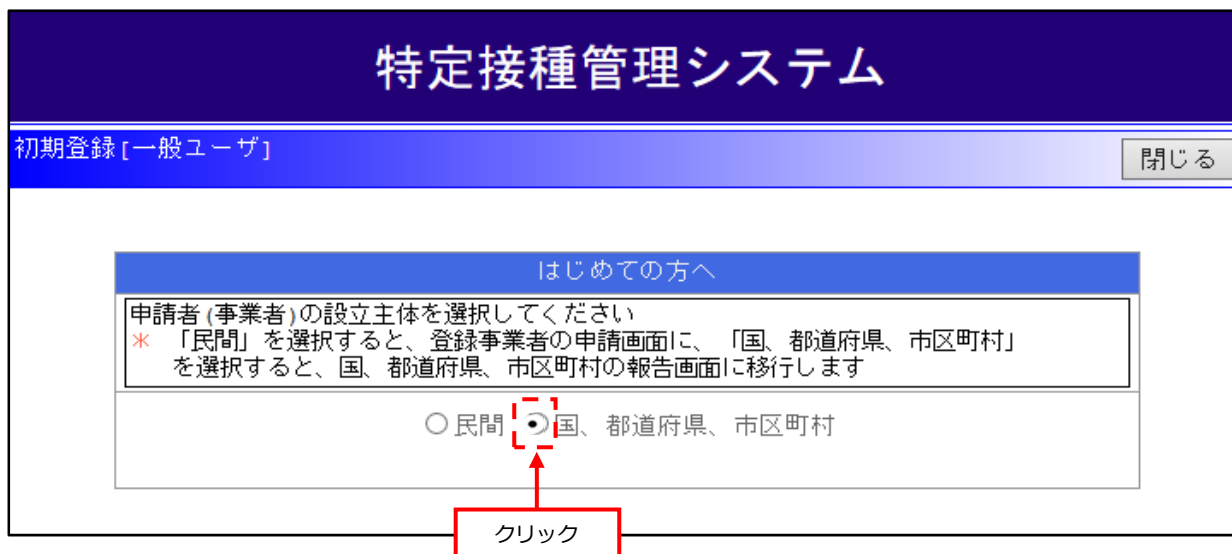 特定接種管理システム
初期登録[一般ユーザ]
閉じる
はじめての方へ
申請者(事業者)の設立主体を選択してください
* 「民間」を選択すると、登録事業者の申請画面に、「国、都道府県、市区町村」
を選択すると、国、都道府県、市区町村の報告画面に移行します
民間 国、都道府県、市区町村
クリック